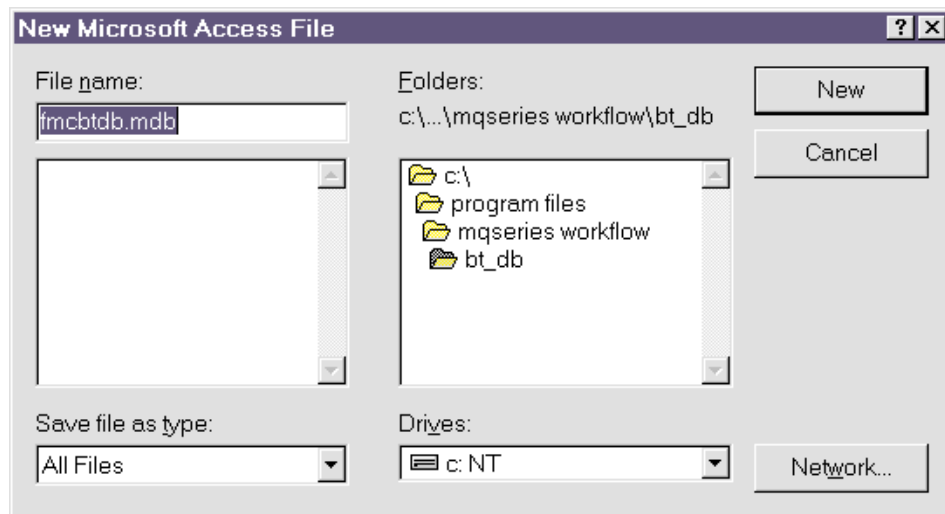 New Microsoft Access File
File name:
fmcbtdb.mdb
Folders:
c:\...\mqseries workflow\bt_db
c:\
program files
mqseries workflow
bt_db
Save file as type:
All Files
Drives:
c: NT
New
Cancel
Network...